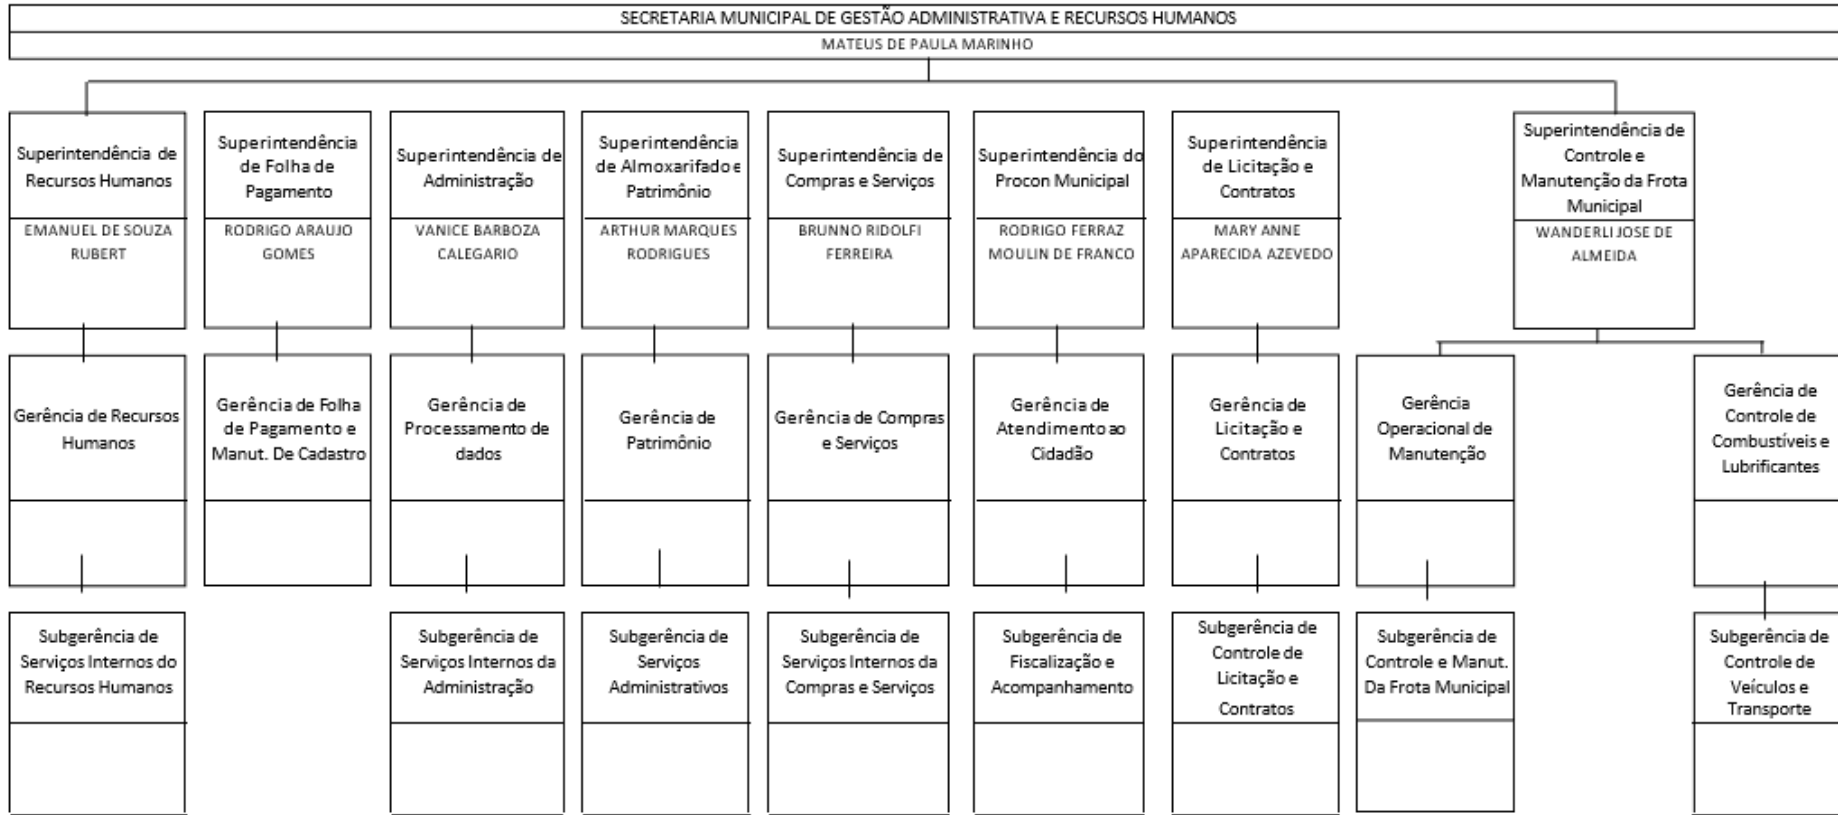 SECRETARIA MUNICIPAL DE GESTÃO ADMINISTRATIVA E RECURSOS HUMANOS
MATEUS DE PAULA MARINHO
Superintendência de
Recursos Humanos
EMANUEL DE SOUZA
RUBERT
Superintendência
de Folha de
Pagamento
RODRIGO ARAUJO
GOMES
Superintendência de
Administração
VANICE BARBOZA
CALEGARIO
Superintendência
de Almoxarifado e
Patrimônio
ARTHUR MARQUES
RODRIGUES
Superintendência de
Compras e Serviços
BRUNNO RIDOLFI
FERREIRA
Superintendência do
Procon Municipal
RODRIGO FERRAZ
MOULIN DE FRANCO
Superintendência
de Licitação e
Contratos
MARY ANNE
APARECIDA AZEVEDO
Superintendência de
Controle e
Manutenção da Frota
Municipal
WANDERLI JOSE DE
ALMEIDA
Gerência de Recursos
Humanos
Gerência de Folha
de Pagamento e
Manut. De Cadastro
Gerência de
Processamento de
dados
Gerência de
Patrimônio
Gerência de Compras
e Serviços
Gerência de
Atendimento ao
Cidadão
Gerência de
Licitação e
Contratos
Gerência
Operacional de
Manutenção
Gerência de
Controle de
Combustíveis e
Lubrificantes
Subgerência de
Serviços Internos do
Recursos Humanos
Subgerência de
Serviços Internos da
Administração
Subgerência de
Serviços
Administrativos
Subgerência de
Serviços Internos da
Compras e Serviços
Subgerência de
Fiscalização e
Acompanhamento
Subgerência de
Controle de
Licitação e
Contratos
Subgerência de
Controle e Manut.
Da Frota Municipal
Subgerência de
Controle de
Veículos e
Transporte